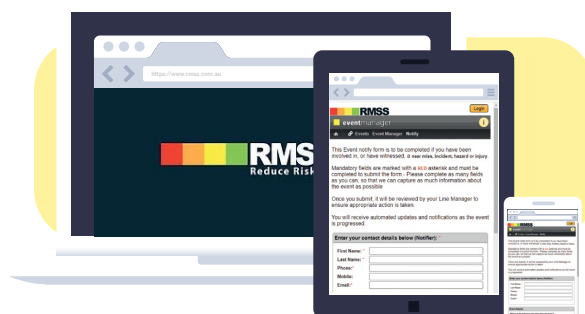 https://www.rmss.com.au
RMSS
Reduce Risk
RMSS
Login
eventmanager
i
Events Event Manager Notify
This Event notify form is to be completed if you have been
involved in, or have witnessed, a near miss, incident, hazard or injury.
Mandatory fields are marked with a RED asterisk and must be
completed to submit the form - Please complete as many fields
as you can, so that we can capture as much information about
the event as possible
Once you submit, it will be reviewed by your Line Manager to
ensure appropriate action is taken.
You will receive automated updates and notifications as the event
is progressed.
Enter your contact details below (Notifier): *
First Name: *
Last Name: *
Phone:*
Mobile:
Email:*
RMSS